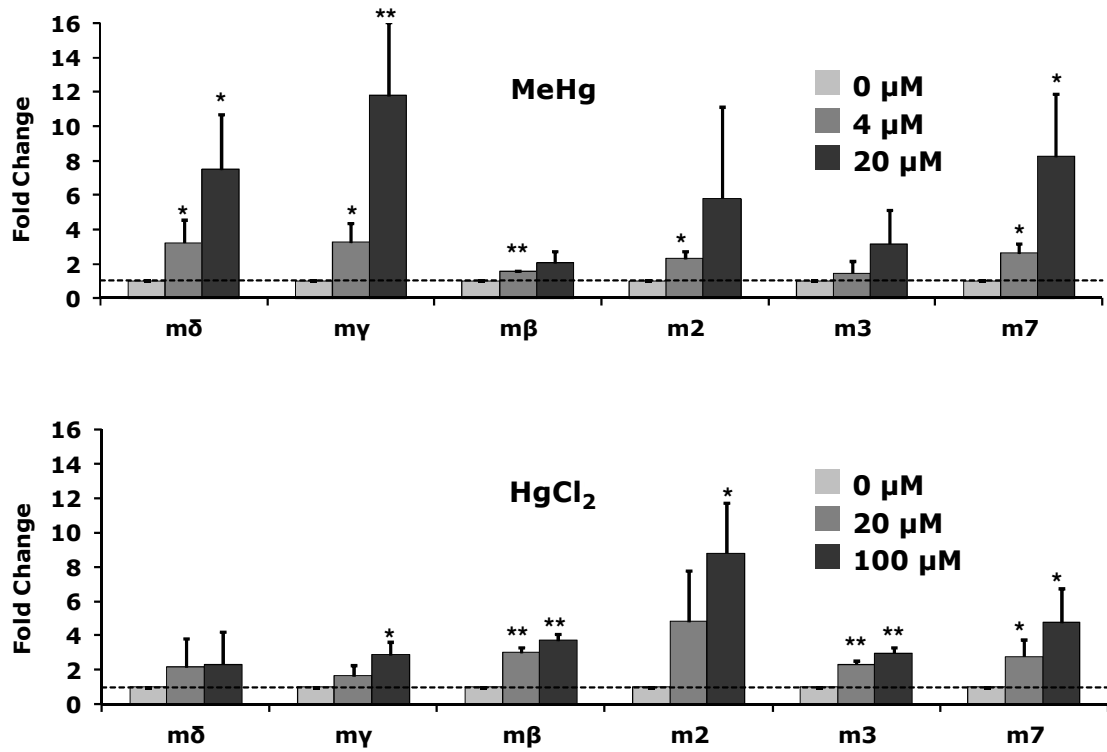 Fold Change
16
14
12
10
8
6
4
2
0
MeHg
0 µM
4 µM
20 µM
* * * ** ** * * *
mδ mγ mβ m2 m3 m7
Fold Change
16
14
12
10
8
6
4
2
0
HgCl₂
0 µM
20 µM
100 µM
* ** ** * ** ** * *
mδ mγ mβ m2 m3 m7